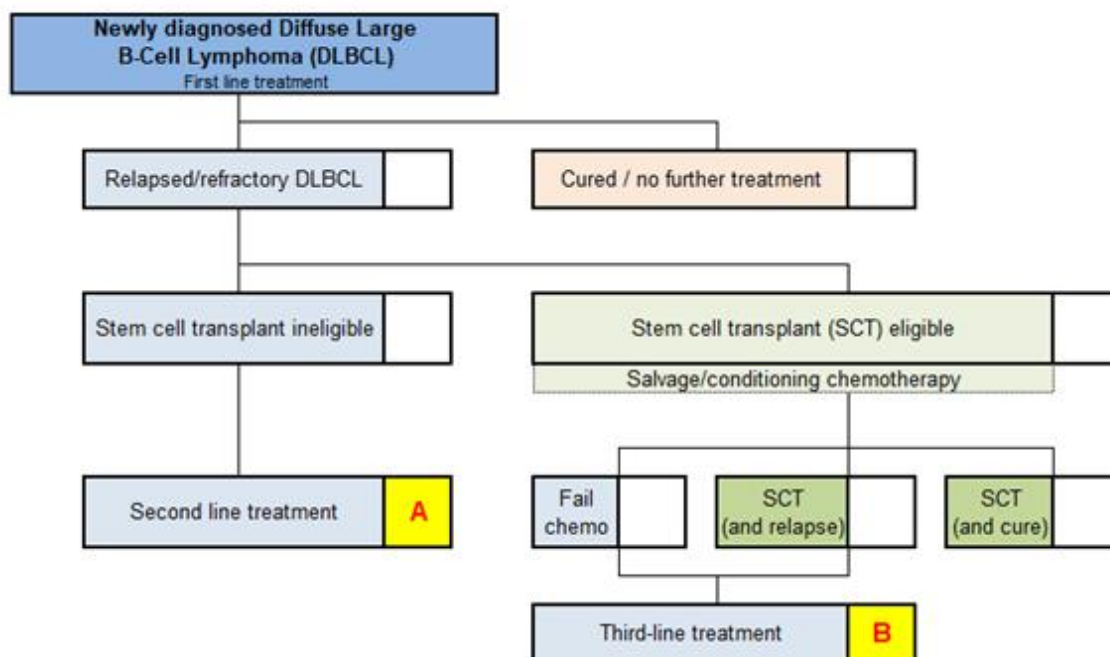 Newly diagnosed Diffuse Large
B-Cell Lymphoma (DLBCL)
First line treatment
Relapsed/refractory DLBCL
Cured / no further treatment
Stem cell transplant ineligible
Stem cell transplant (SCT) eligible
Salvage/conditioning chemotherapy
Second line treatment
A
Fail
chemo
SCT
(and relapse)
SCT
(and cure)
Third-line treatment
B